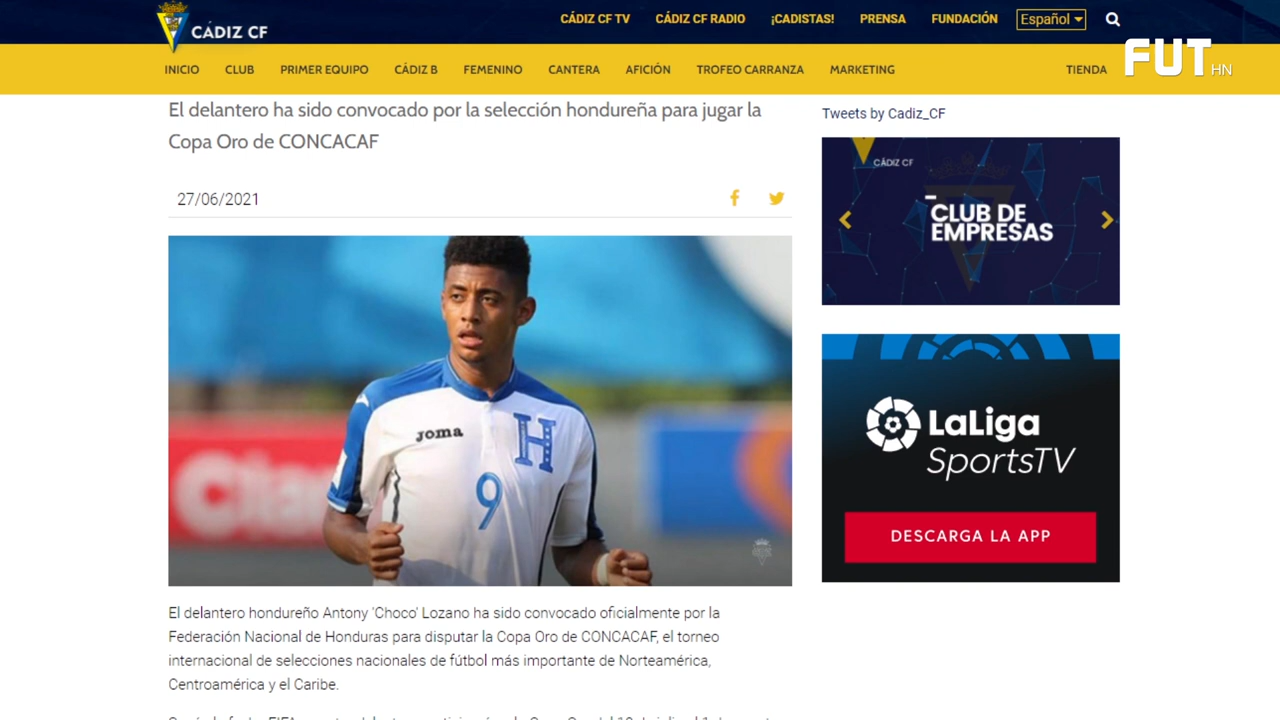 CÁDIZ CF
CÁDIZ CF TV CÁDIZ CF RADIO ¡CADISTAS! PRENSA FUNDACIÓN Español
FUT HN
INICIO CLUB PRIMER EQUIPO CÁDIZ B FEMENINO CANTERA AFICIÓN TROFEO CARRANZA MARKETING TIENDA
El delantero ha sido convocado por la selección hondureña para jugar la
Copa Oro de CONCACAF
27/06/2021
Joma
H
9
Claro
El delantero hondureño Antony 'Choco' Lozano ha sido convocado oficialmente por la
Federación Nacional de Honduras para disputar la Copa Oro de CONCACAF, el torneo
internacional de selecciones nacionales de fútbol más importante de Norteamérica,
Centroamérica y el Caribe.
Tweets by Cadiz_CF
CÁDIZ CF
CLUB DE
EMPRESAS
LaLiga
SportsTV
DESCARGA LA APP